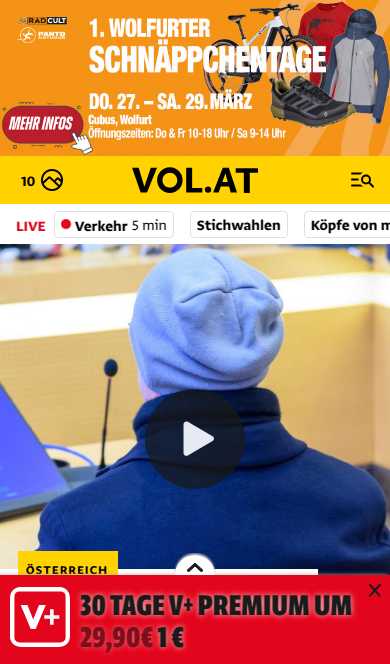 RADCULT
PANTO
1. WOLFURTER
SCHNÄPPCHENTAGE
DO. 27. – SA. 29. MÄRZ
MEHR INFOS
Cubus, Wolfurt
Öffnungszeiten: Do & Fr 10-18 Uhr / Sa 9-14 Uhr
10 VOL.AT
LIVE Verkehr 5 min Stichwahlen Köpfe von m
ÖSTERREICH
V+ 30 TAGE V+ PREMIUM UM
29,90€ 1 €